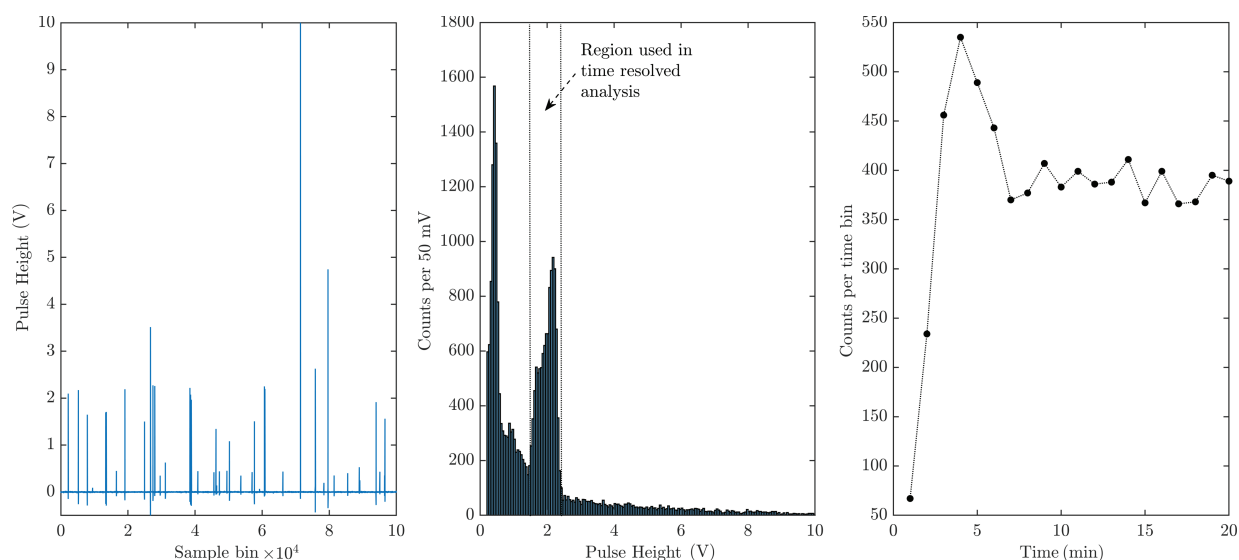 10
9
8
7
6
5
4
3
2
1
0
Pulse Height (V)
0 2 4 6 8 10
Sample bin ×10⁴
1800
1600
1400
1200
1000
800
600
400
200
0
Counts per 50 mV
Region used in
time resolved
analysis
0 2 4 6 8 10
Pulse Height (V)
550
500
450
400
350
300
250
200
150
100
50
Counts per time bin
0 5 10 15 20
Time (min)